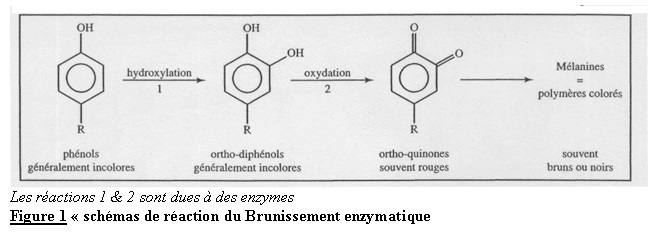 OH
OH
OH
O
O
hydroxylation
1
oxydation
2
Mélanines
=
polymères colorés
R
R
R
phénols
généralement incolores
ortho-diphénols
généralement incolores
ortho-quinones
souvent rouges
souvent
bruns ou noirs
Les réactions 1 & 2 sont dues à des enzymes
Figure 1 « schémas de réaction du Brunissement enzymatique